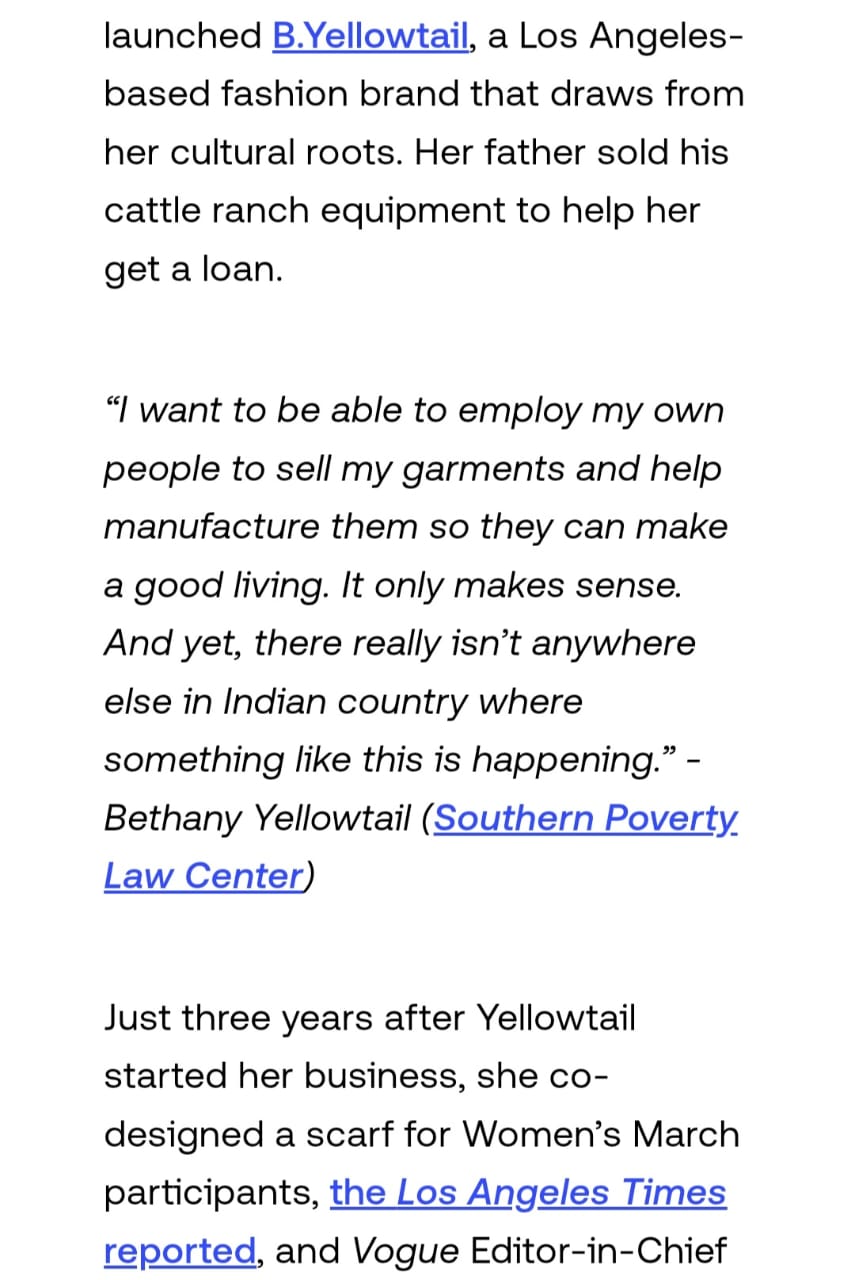 launched B.Yellowtail, a Los Angeles-
based fashion brand that draws from
her cultural roots. Her father sold his
cattle ranch equipment to help her
get a loan.
“I want to be able to employ my own
people to sell my garments and help
manufacture them so they can make
a good living. It only makes sense.
And yet, there really isn’t anywhere
else in Indian country where
something like this is happening.” -
Bethany Yellowtail (Southern Poverty
Law Center)
Just three years after Yellowtail
started her business, she co-
designed a scarf for Women’s March
participants, the Los Angeles Times
reported, and Vogue Editor-in-Chief